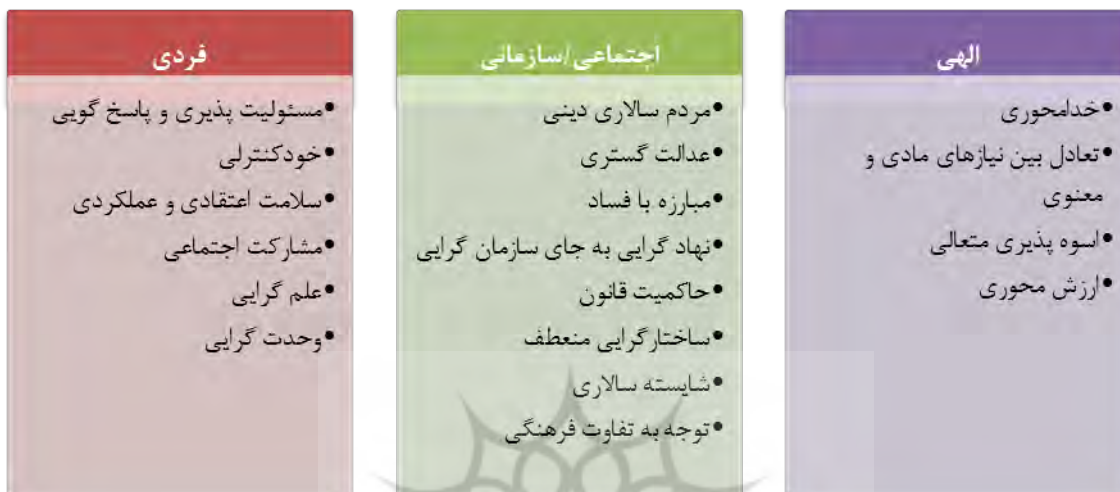 الهی
•خدامحوری
•تعادل بین نیازهای مادی و
معنوی
•اسوه پذیری متعالی
•ارزش محوری
اجتماعی/سازمانی
•مردم سالاری دینی
•عدالت گستری
•مبارزه با فساد
•نهاد گرایی به جای سازمان گرایی
•حاکمیت قانون
•ساختارگرایی منعطف
•شایسته سالاری
•توجه به تفاوت فرهنگی
فردی
•مسئولیت پذیری و پاسخ گویی
•خودکنترلی
•سلامت اعتقادی و عملکردی
•مشارکت اجتماعی
•علم گرایی
•وحدت گرایی